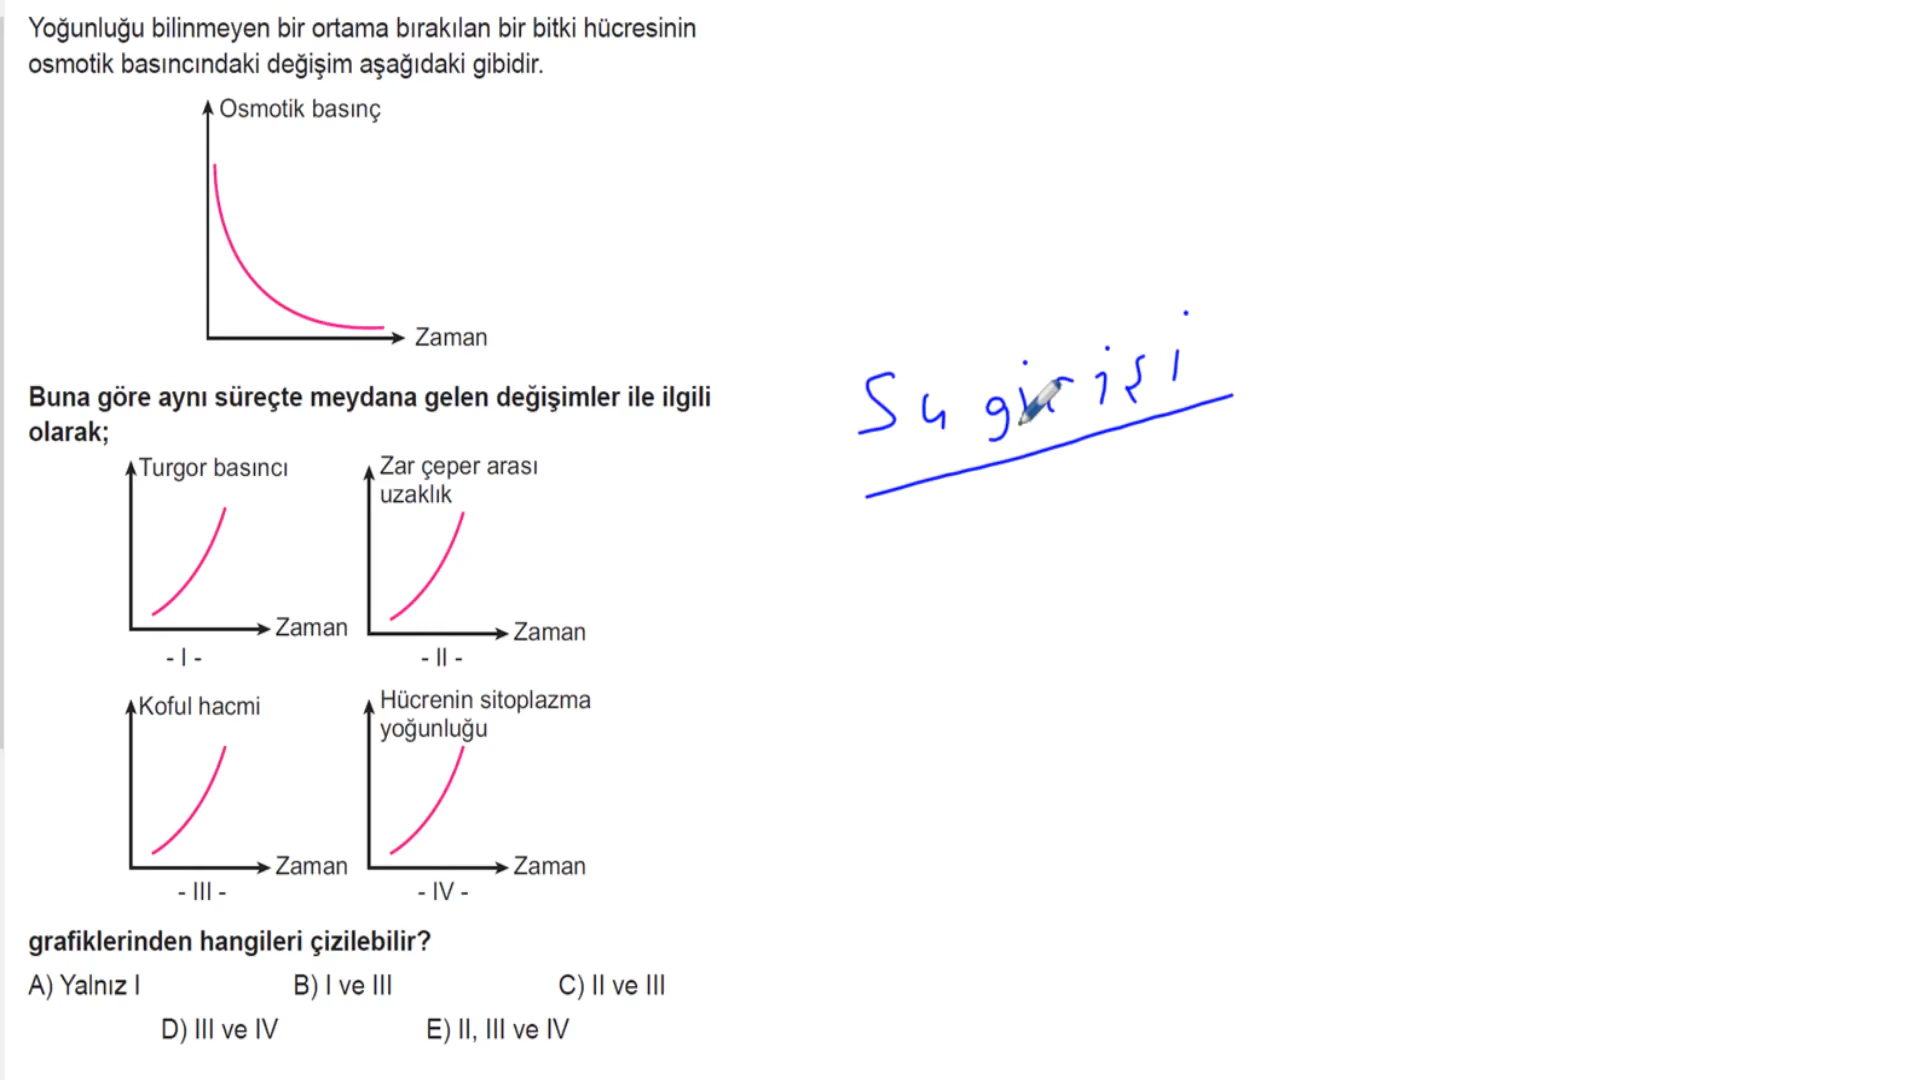 Yoğunluğu bilinmeyen bir ortama bırakılan bir bitki hücresinin
osmotik basıncındaki değişim aşağıdaki gibidir.
Osmotik basınç
Zaman
Buna göre aynı süreçte meydana gelen değişimler ile ilgili
olarak;
Turgor basıncı
Zaman
- I -
Zar çeper arası
uzaklık
Zaman
- II -
Koful hacmi
Zaman
- III -
Hücrenin sitoplazma
yoğunluğu
Zaman
- IV -
grafiklerinden hangileri çizilebilir?
A) Yalnız I B) I ve III C) II ve III
D) III ve IV E) II, III ve IV
Su girişi